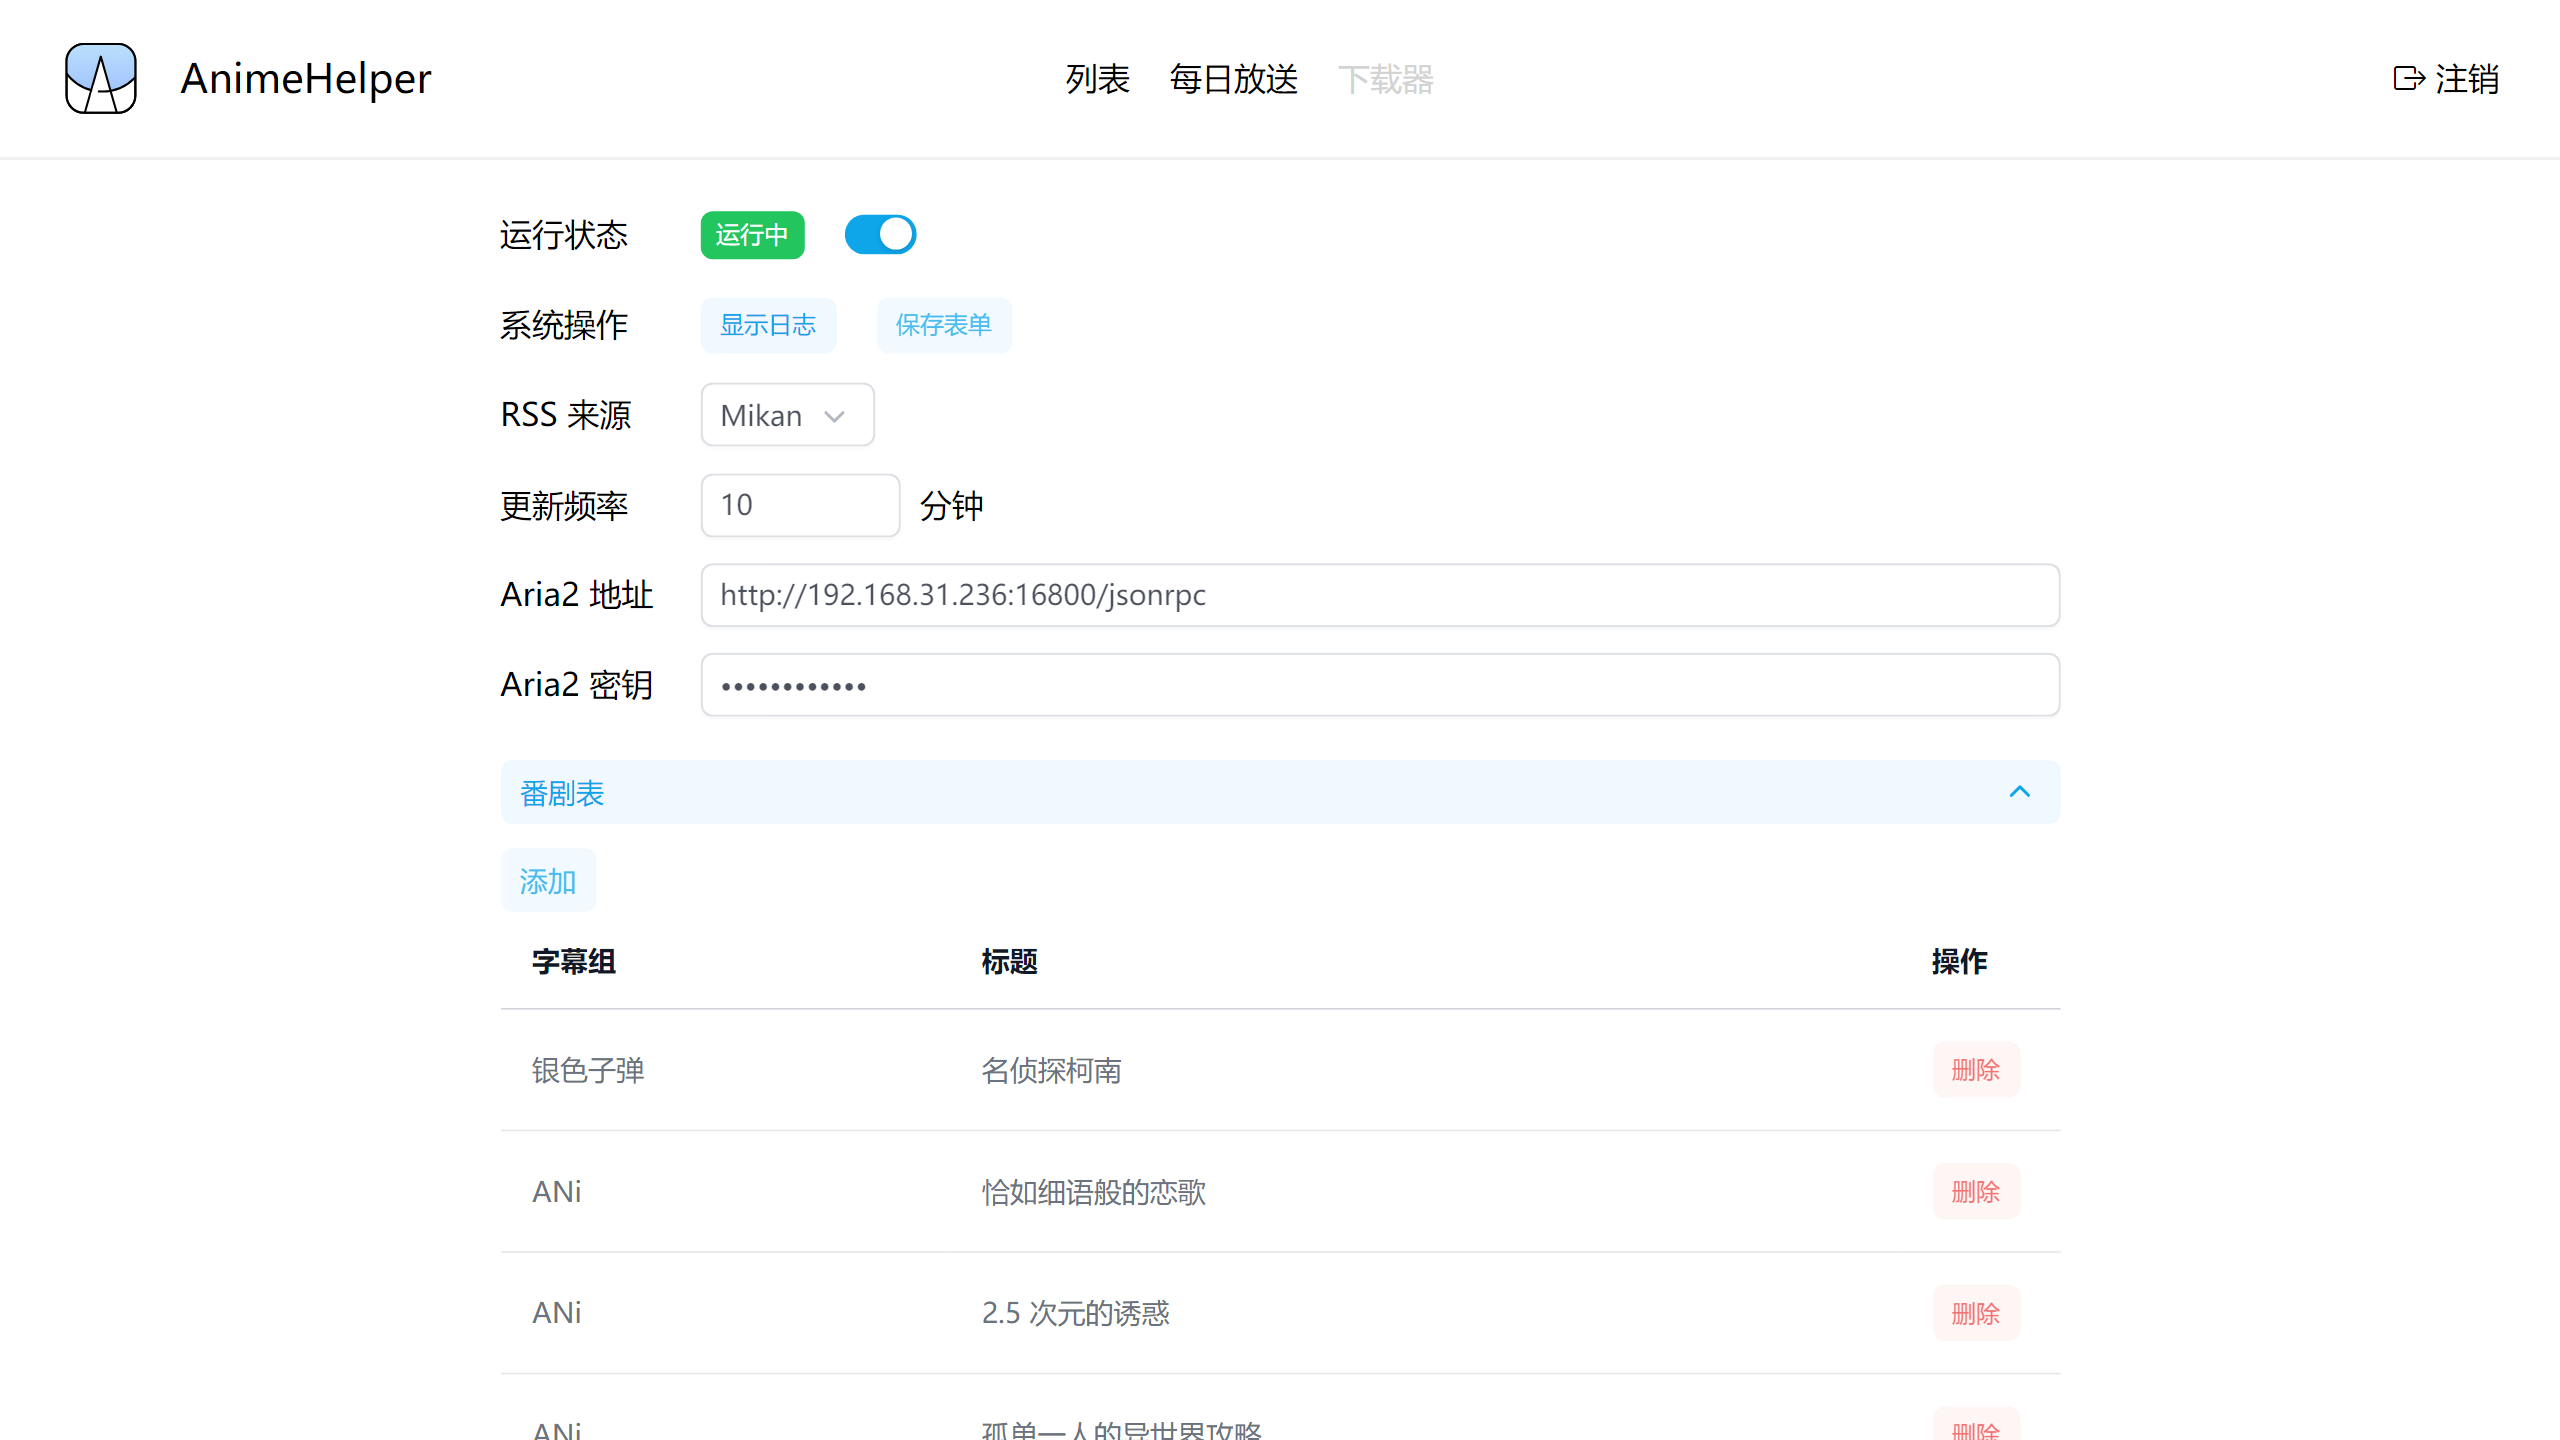 AnimeHelper
列表 每日放送 下载器
注销
运行状态 运行中
系统操作 显示日志 保存表单
RSS 来源 Mikan
更新频率 10 分钟
Aria2 地址 http://192.168.31.236:16800/jsonrpc
Aria2 密钥 ••••••••••••
番剧表
添加
字幕组 标题 操作
银色子弹 名侦探柯南 删除
ANi 恰如细语般的恋歌 删除
ANi 2.5 次元的诱惑 删除
ANi 孤单一人的异世界攻略 删除